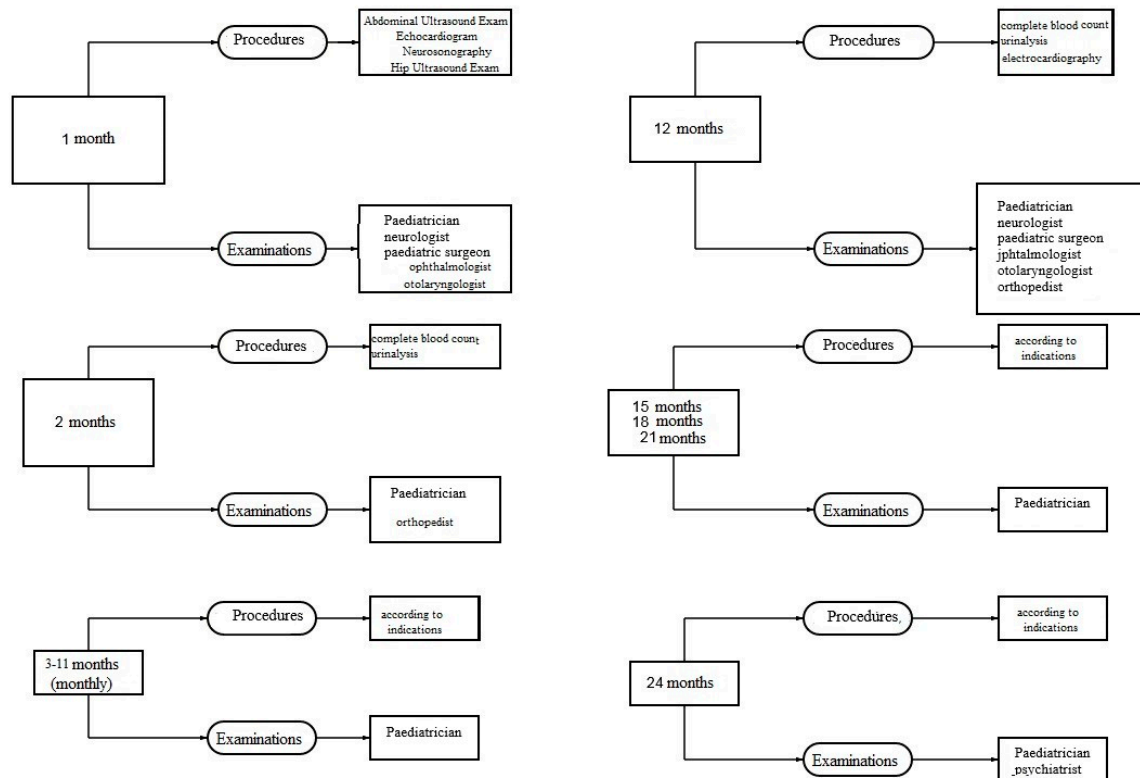 1 month
Procedures
Abdominal Ultrasound Exam
Echocardiogram
Neurosonography
Hip Ultrasound Exam
Examinations
Paediatrician
neurologist
paediatric surgeon
ophthalmologist
otolaryngologist
2 months
Procedures
complete blood count
urinalysis
Examinations
Paediatrician
orthopedist
3-11 months
(monthly)
Procedures
according to
indications
Examinations
Paediatrician
12 months
Procedures
complete blood count
urinalysis
electrocardiography
Examinations
Paediatrician
neurologist
paediatric surgeon
jphtalmologist
otolaryngologist
orthopedist
15 months
18 months
21 months
Procedures
according to
indications
Examinations
Paediatrician
24 months
Procedures,
according to
indications
Examinations
Paediatrician
psychiatrist